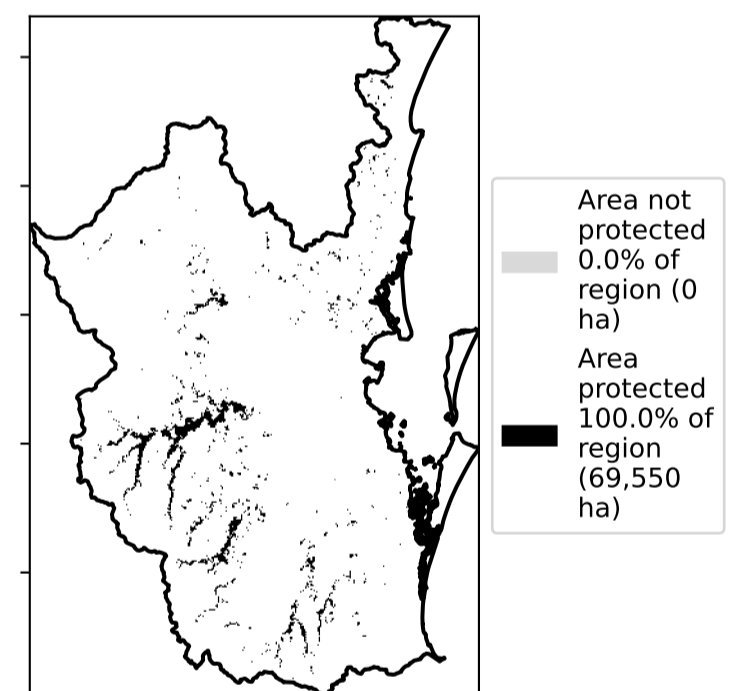 Area not
protected
0.0% of
region (0
ha)
Area
protected
100.0% of
region
(69,550
ha)